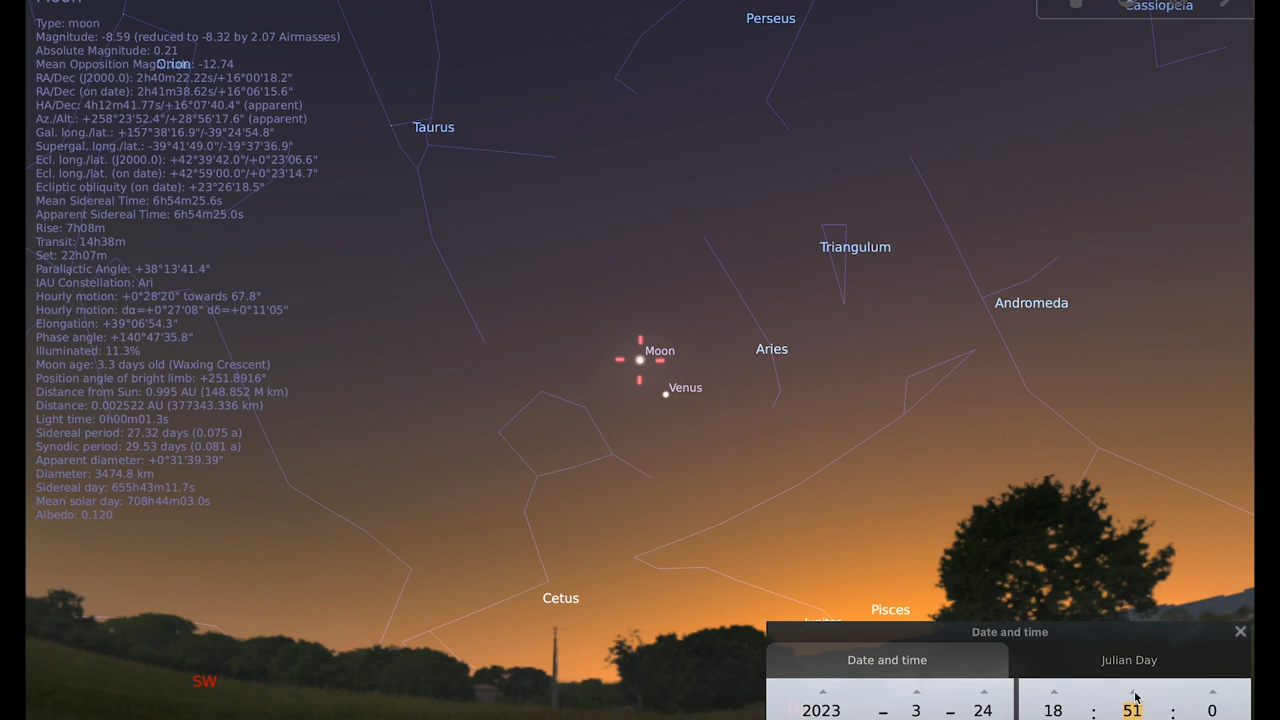 Moon
Type: moon
Magnitude: -8.59 (reduced to -8.32 by 2.07 Airmasses)
Absolute Magnitude: 0.21
Mean Opposition Magnitude: -12.74
Orion
RA/Dec (J2000.0): 2h40m22.22s/+16°00'18.2"
RA/Dec (on date): 2h41m38.62s/+16°06'15.6"
HA/Dec: 4h12m41.77s/+16°07'40.4" (apparent)
Az./Alt.: +258°23'52.4"/+28°56'17.6" (apparent)
Gal. long./lat.: +157°38'16.9"/-39°24'54.8"
Supergal. long./lat.: -39°41'49.0"/-19°37'36.9"
Ecl. long./lat. (J2000.0): +42°39'42.0"/+0°23'06.6"
Ecl. long./lat. (on date): +42°59'00.0"/+0°23'14.7"
Ecliptic obliquity (on date): +23°26'18.5"
Mean Sidereal Time: 6h54m25.6s
Apparent Sidereal Time: 6h54m25.0s
Rise: 7h08m
Transit: 14h38m
Set: 22h07m
Parallactic Angle: +38°13'41.4"
IAU Constellation: Ari
Hourly motion: +0°28'20" towards 67.8°
Hourly motion: dα=+0°27'08" dδ=+0°11'05"
Elongation: +39°06'54.3"
Phase angle: +140°47'35.8"
Illuminated: 11.3%
Moon age: 3.3 days old (Waxing Crescent)
Position angle of bright limb: +251.8916°
Distance from Sun: 0.995 AU (148.852 M km)
Distance: 0.002522 AU (377343.336 km)
Light time: 0h00m01.3s
Sidereal period: 27.32 days (0.075 a)
Synodic period: 29.53 days (0.081 a)
Apparent diameter: +0°31'39.39"
Diameter: 3474.8 km
Sidereal day: 655h43m11.7s
Mean solar day: 708h44m03.0s
Albedo: 0.120
Perseus
Cassiopeia
Taurus
Triangulum
Andromeda
Moon
Aries
Venus
Cetus
Pisces
Jupiter
SW
Date and time
Date and time
Julian Day
2023 – 3 – 24
18 : 51 : 0